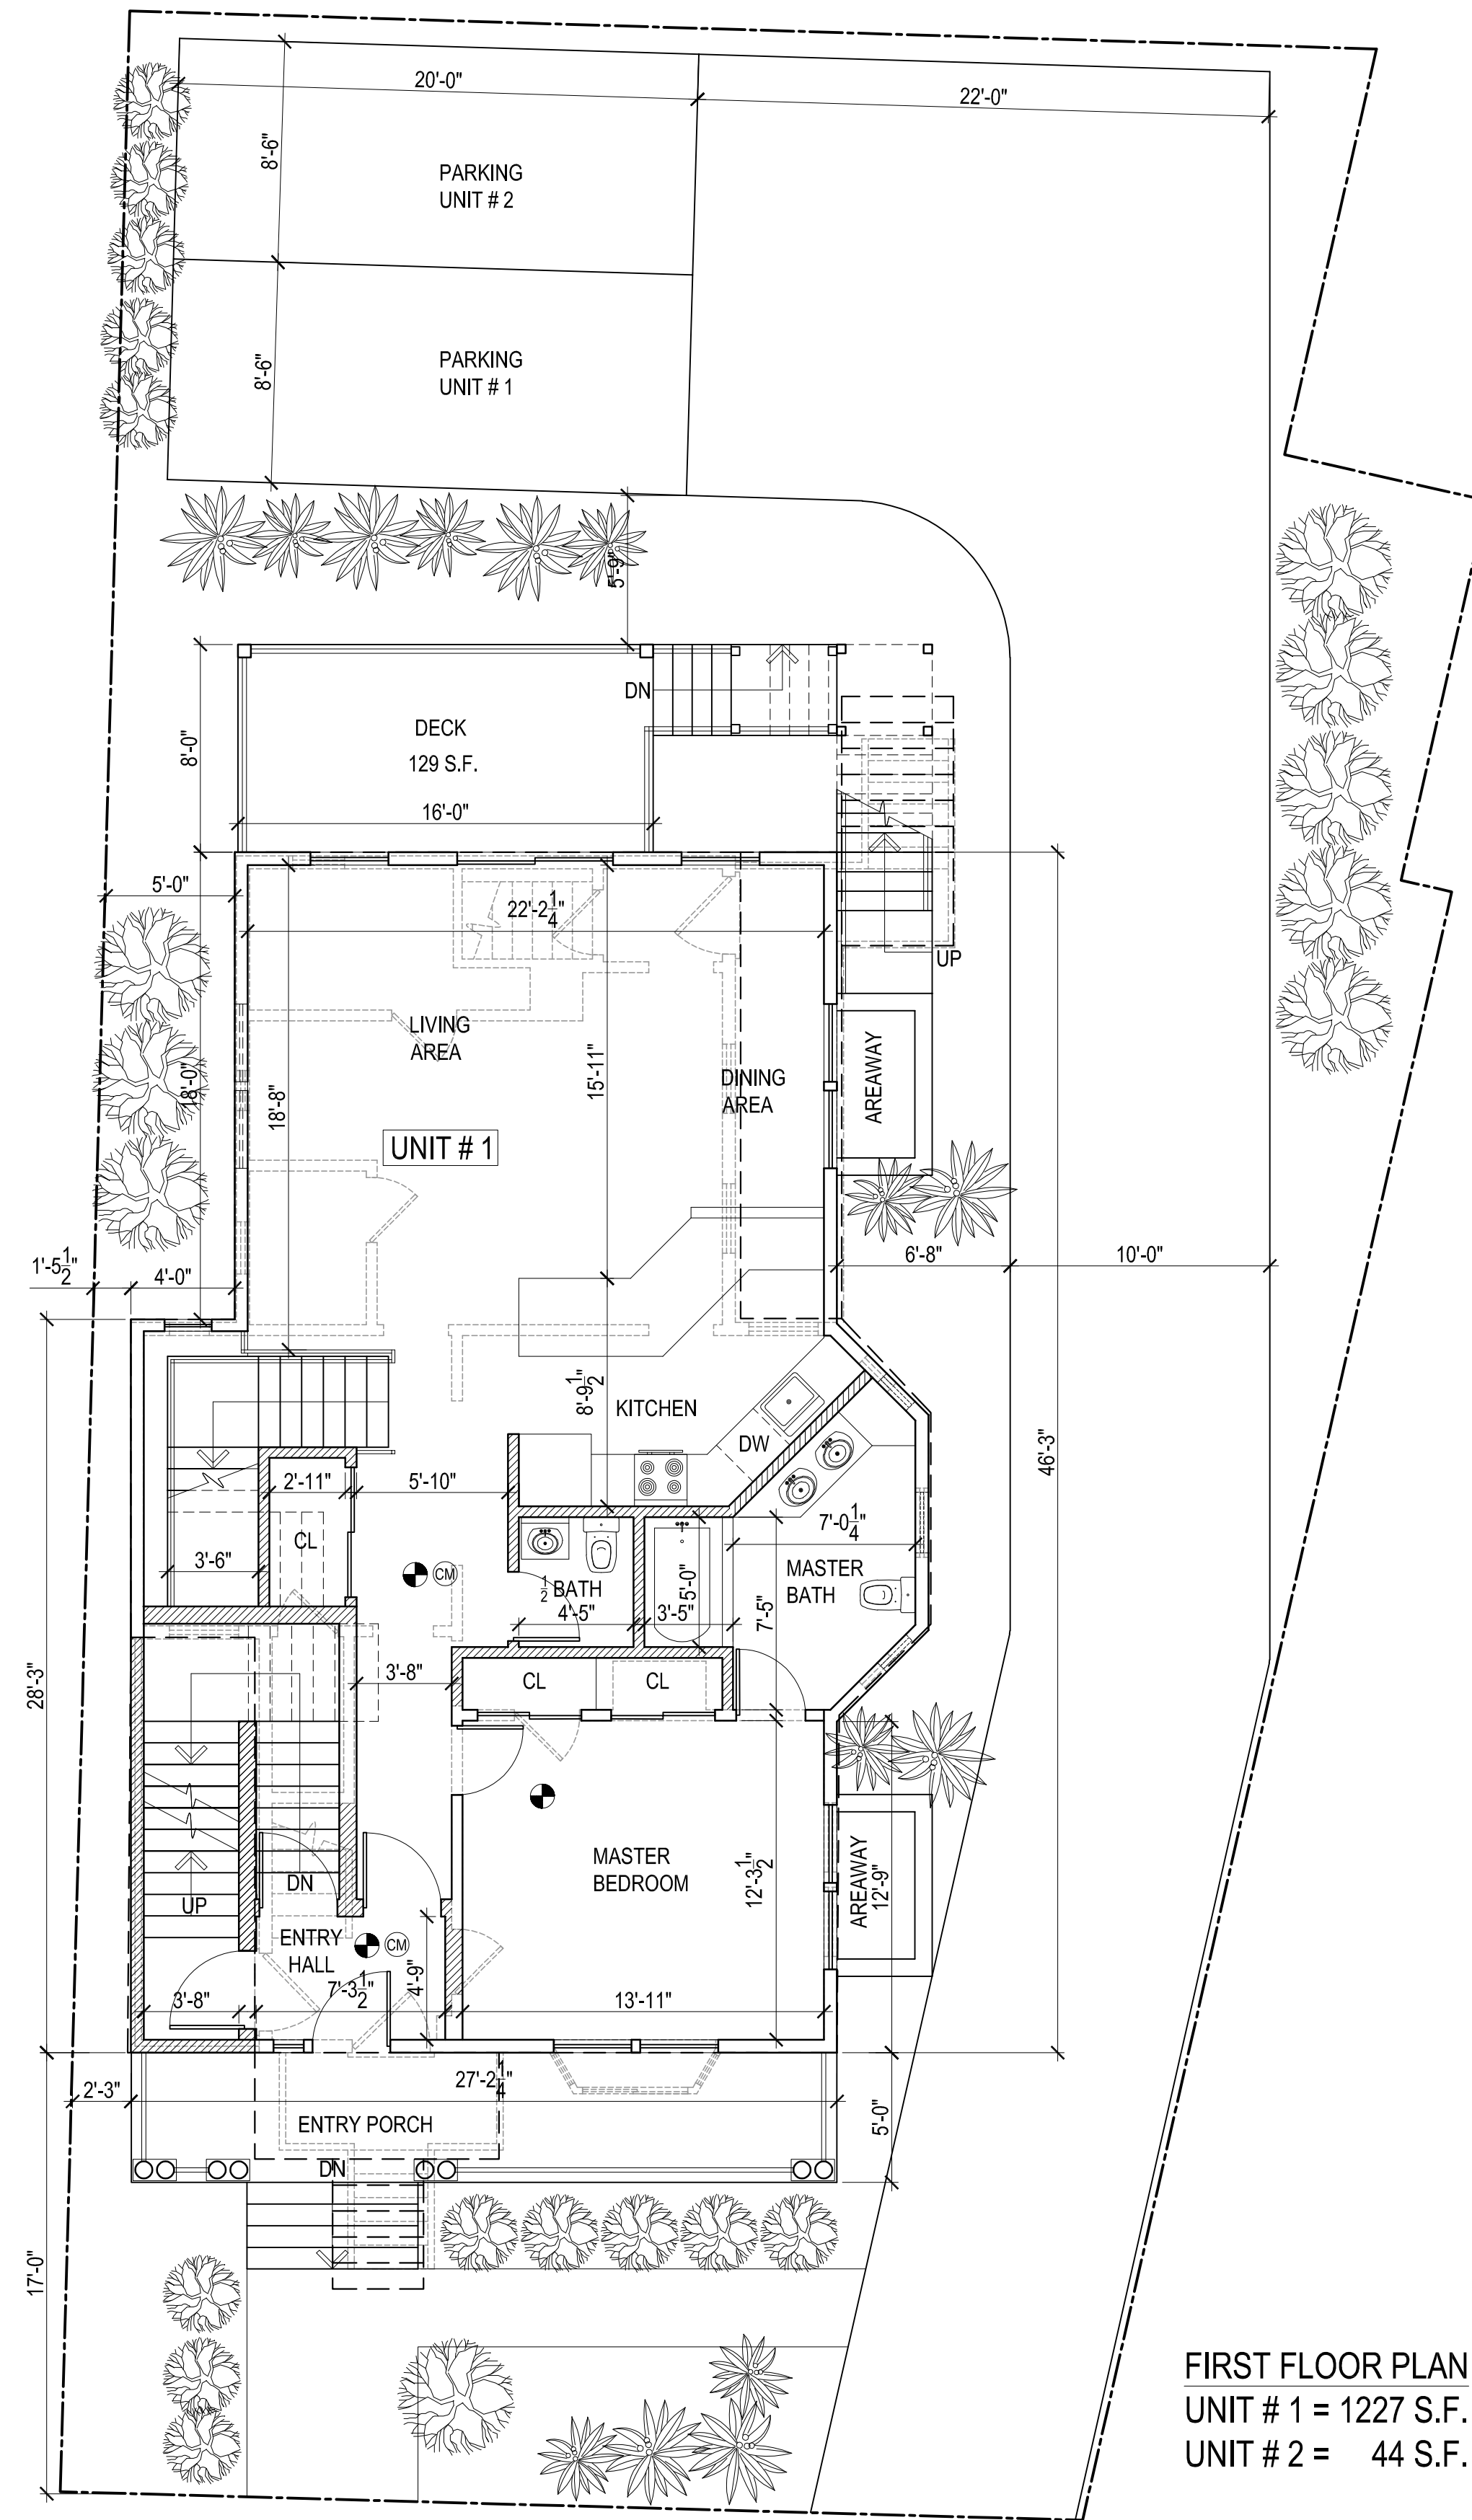 20'-0"
22'-0"
8'-6"
PARKING
UNIT # 2
8'-6"
PARKING
UNIT # 1
5'-9"
DN
DECK
129 S.F.
8'-0"
16'-0"
5'-0"
22'-2 1/4"
UP
LIVING
AREA
15'-11"
DINING
AREA
AREAWAY
18'-0"
18'-8"
UNIT # 1
1'-5 1/2"
4'-0"
6'-8"
10'-0"
8'-9 1/2"
KITCHEN
DW
46'-3"
2'-11"
5'-10"
7'-0 1/4"
CL
3'-6"
CM
1/2 BATH
4'-5"
3'-5"
5'-0"
7'-5"
MASTER
BATH
28'-3"
3'-8"
CL
CL
MASTER
BEDROOM
12'-3 1/2"
AREAWAY
12'-9"
UP
DN
ENTRY
HALL
CM
4'-9"
3'-8"
7'-3 1/2"
13'-11"
2'-3"
27'-2 1/4"
ENTRY PORCH
5'-0"
DN
17'-0"
FIRST FLOOR PLAN
UNIT # 1 = 1227 S.F.
UNIT # 2 = 44 S.F.